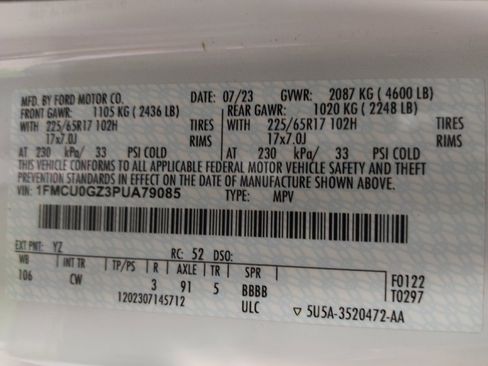 MFD. BY FORD MOTOR CO. DATE: 07/23 GVWR: 2087 KG (4600 LB)
FRONT GAWR: 1105 KG (2436 LB) REAR GAWR: 1020 KG (2248 LB)
WITH 225/65R17 102H TIRES WITH 225/65R17 102H TIRES
17x7.0J RIMS 17x7.0J RIMS
AT 230 kPa/ 33 PSI COLD AT 230 kPa/ 33 PSI COLD
THIS VEHICLE CONFORMS TO ALL APPLICABLE FEDERAL MOTOR VEHICLE SAFETY AND THEFT
PREVENTION STANDARDS IN EFFECT ON THE DATE OF MANUFACTURE SHOWN ABOVE.
VIN: 1FMCU0GZ3PUA79085 TYPE: MPV
EXT PNT: YZ RC: 52 DSO:
WB INT TR TP/PS R AXLE TR SPR
106 CW 3 91 5 BBBB F0122
1202307145712 ULC T0297
▽ 5U5A-3520472-AA